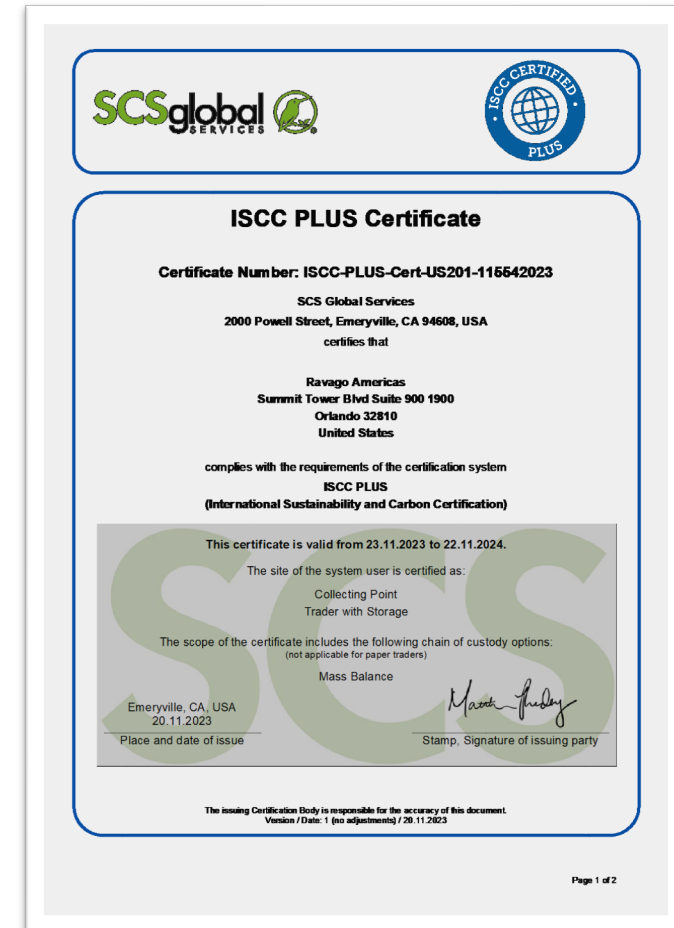 SCSglobal
SERVICES
ISCC CERTIFIED
PLUS
ISCC PLUS Certificate
Certificate Number: ISCC-PLUS-Cert-US201-115542023
SCS Global Services
2000 Powell Street, Emeryville, CA 94608, USA
certifies that
Ravago Americas
Summit Tower Blvd Suite 900 1900
Orlando 32810
United States
complies with the requirements of the certification system
ISCC PLUS
(International Sustainability and Carbon Certification)
This certificate is valid from 23.11.2023 to 22.11.2024.
The site of the system user is certified as:
Collecting Point
Trader with Storage
The scope of the certificate includes the following chain of custody options:
(not applicable for paper traders)
Mass Balance
SCS
Emeryville, CA, USA
20.11.2023
Place and date of issue
Stamp, Signature of issuing party
The issuing Certification Body is responsible for the accuracy of this document.
Version / Date: 1 (no adjustments) / 20.11.2023
Page 1 of 2